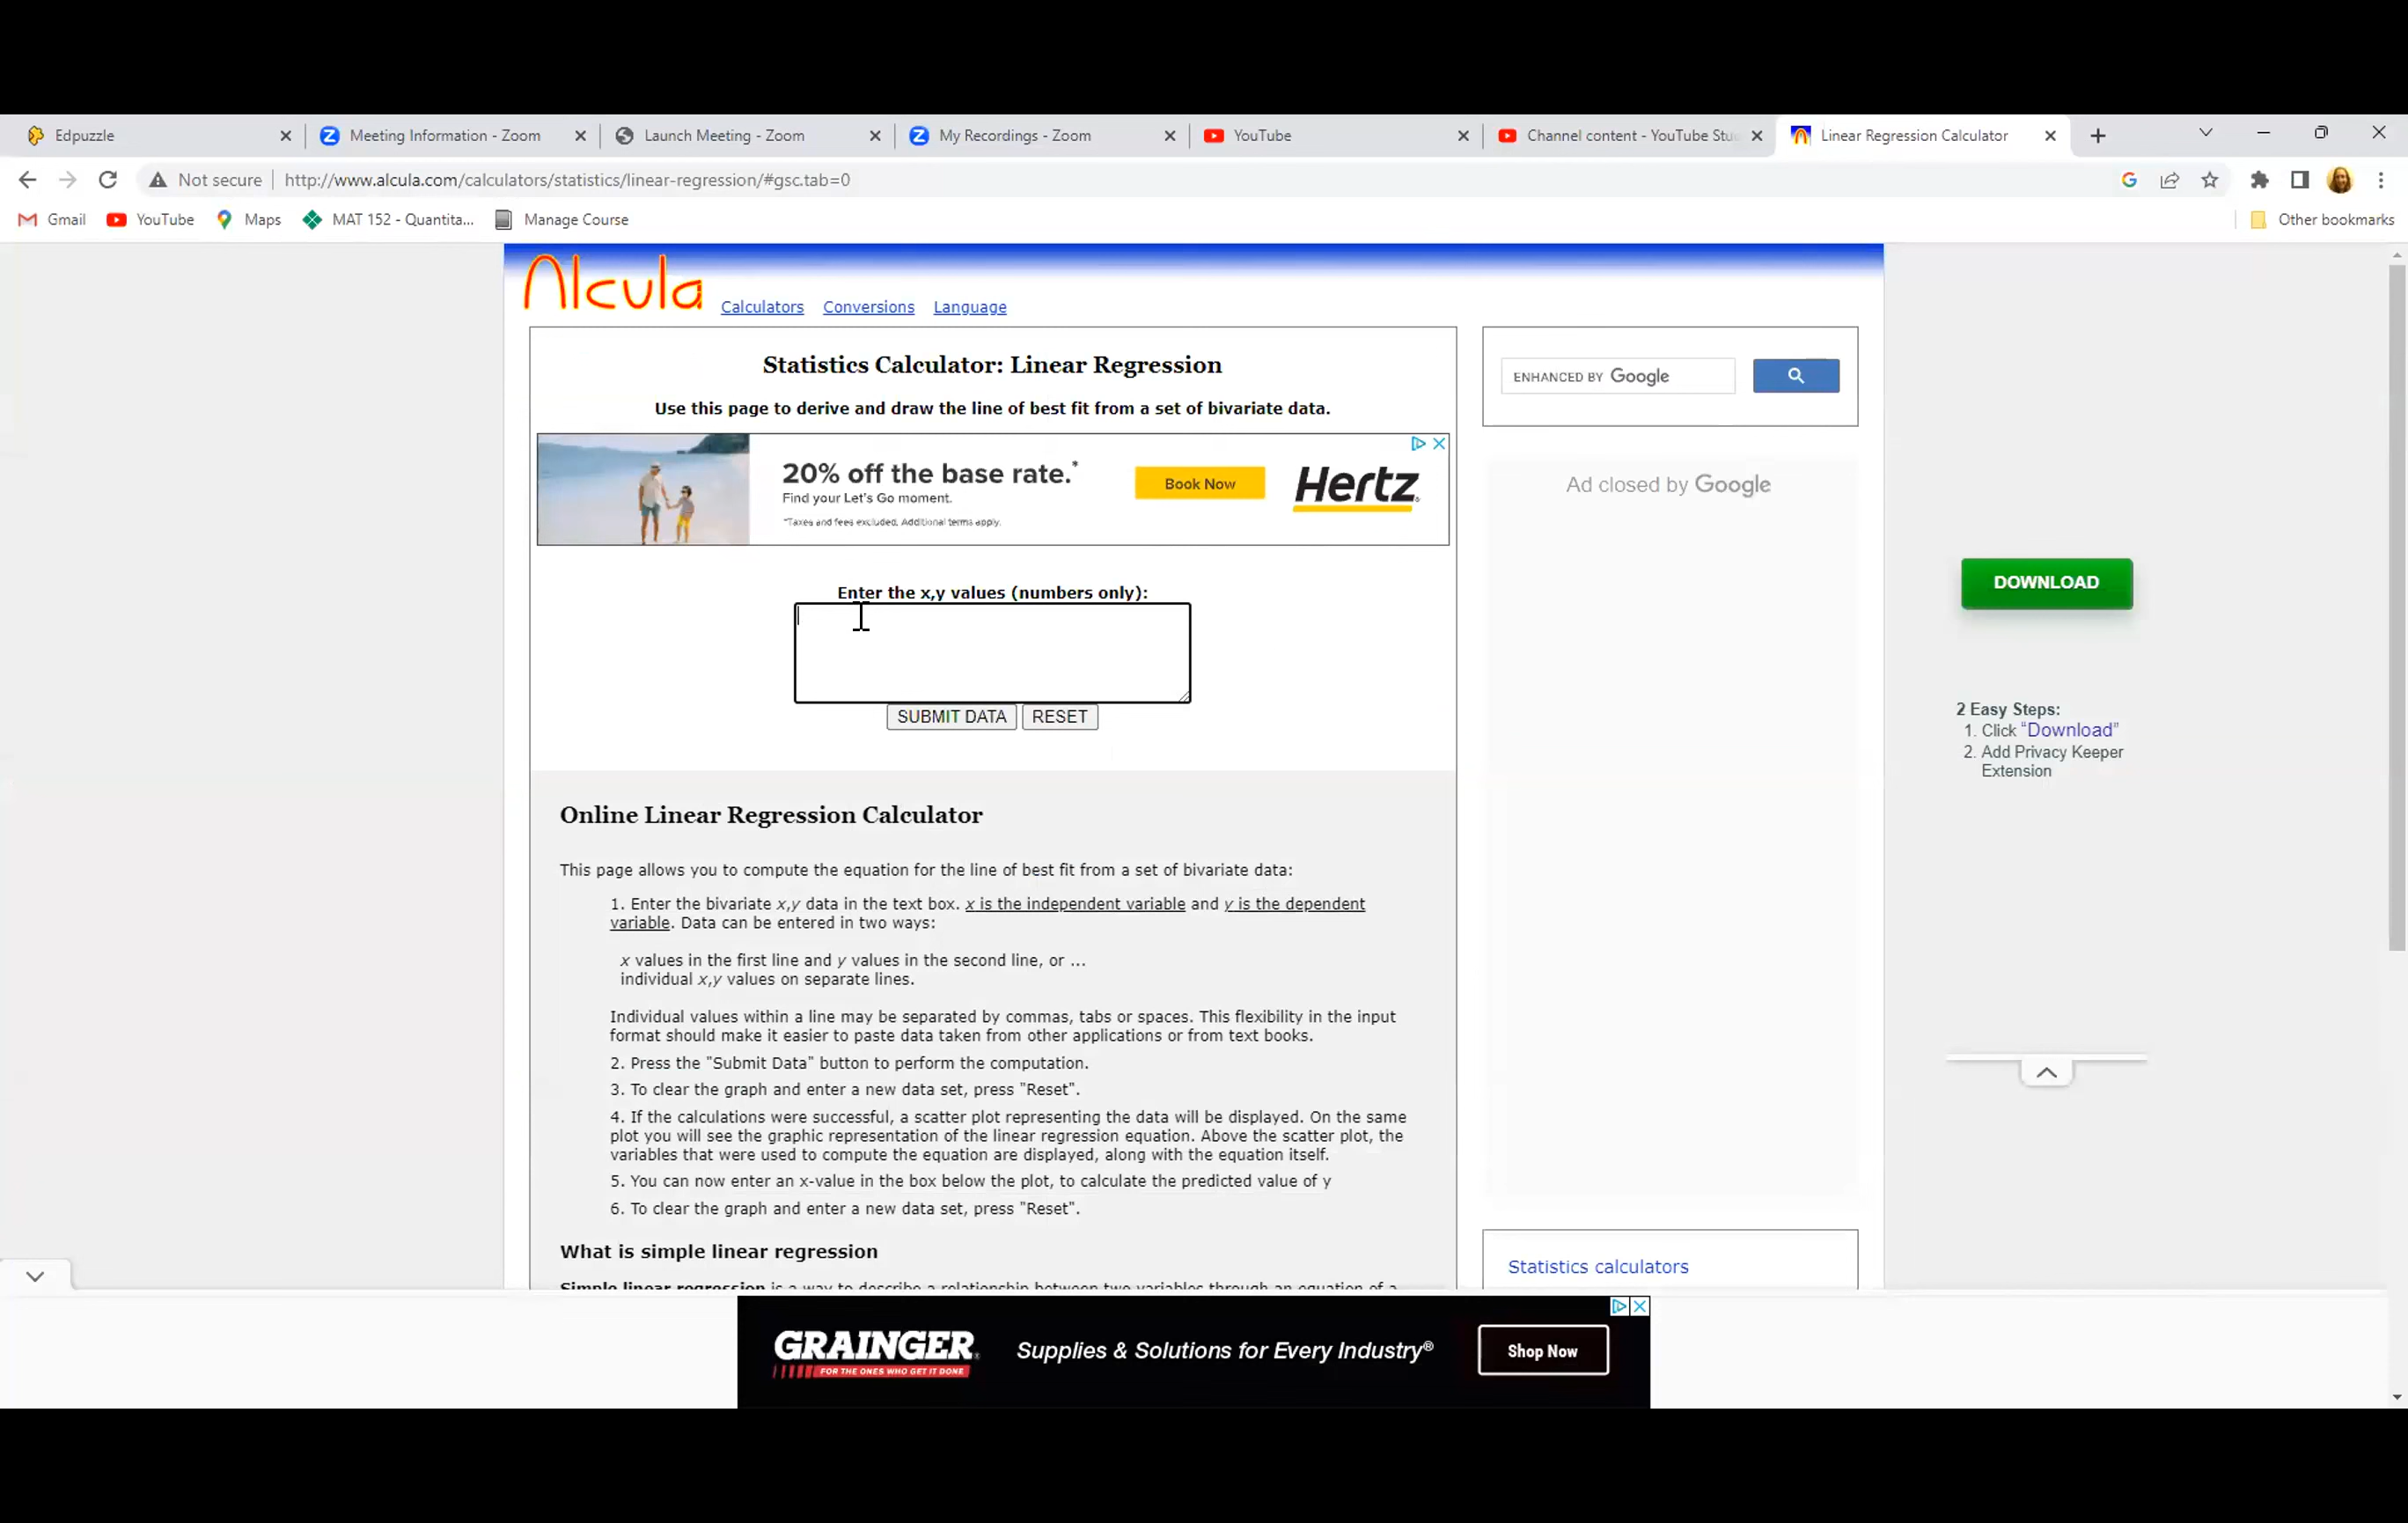 Edpuzzle
Meeting Information - Zoom
Launch Meeting - Zoom
My Recordings - Zoom
YouTube
Channel content - YouTube Stu
Linear Regression Calculator
Not secure http://www.alcula.com/calculators/statistics/linear-regression/#gsc.tab=0
Gmail YouTube Maps MAT 152 - Quantita... Manage Course Other bookmarks
Alcula Calculators Conversions Language
Statistics Calculator: Linear Regression
Use this page to derive and draw the line of best fit from a set of bivariate data.
20% off the base rate.*
Find your Let's Go moment.
*Taxes and fees excluded. Additional terms apply.
Book Now
Hertz
Enter the x,y values (numbers only):
SUBMIT DATA RESET
Online Linear Regression Calculator
This page allows you to compute the equation for the line of best fit from a set of bivariate data:
1. Enter the bivariate x,y data in the text box. x is the independent variable and y is the dependent
variable. Data can be entered in two ways:
x values in the first line and y values in the second line, or ...
individual x,y values on separate lines.
Individual values within a line may be separated by commas, tabs or spaces. This flexibility in the input
format should make it easier to paste data taken from other applications or from text books.
2. Press the "Submit Data" button to perform the computation.
3. To clear the graph and enter a new data set, press "Reset".
4. If the calculations were successful, a scatter plot representing the data will be displayed. On the same
plot you will see the graphic representation of the linear regression equation. Above the scatter plot, the
variables that were used to compute the equation are displayed, along with the equation itself.
5. You can now enter an x-value in the box below the plot, to calculate the predicted value of y
6. To clear the graph and enter a new data set, press "Reset".
What is simple linear regression
Simple linear regression is a way to describe a relationship between two variables through an equation of a
ENHANCED BY Google
Ad closed by Google
Statistics calculators
DOWNLOAD
2 Easy Steps:
1. Click "Download"
2. Add Privacy Keeper
Extension
GRAINGER
FOR THE ONES WHO GET IT DONE
Supplies & Solutions for Every Industry®
Shop Now